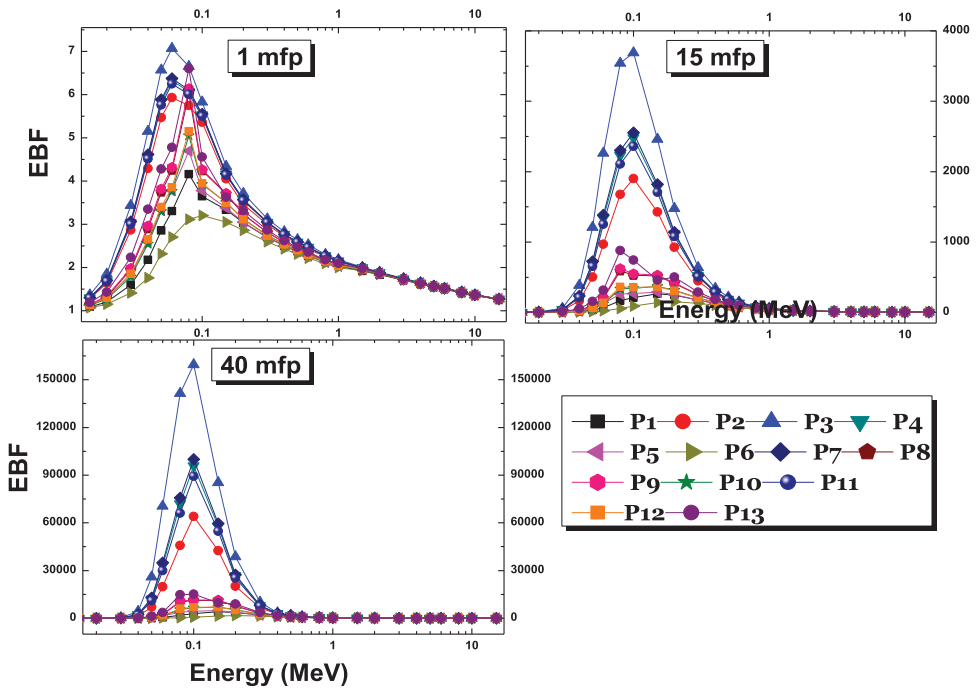 0.1 1 10
0.1 1 10
7
6
5
4
3
2
1
EBF
1 mfp
0.1 1 10
15 mfp
4000
3000
2000
1000
0
Energy (MeV)
0.1 1 10
40 mfp
150000
120000
90000
60000
30000
0
EBF
150000
120000
90000
60000
30000
0
0.1 1 10
Energy (MeV)
P1 P2 P3 P4
P5 P6 P7 P8
P9 P10 P11
P12 P13